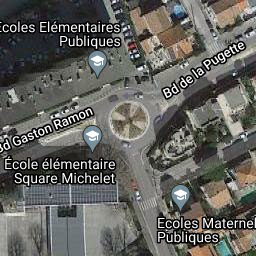 Ecoles Elémentaires
Publiques
Bd de la Pugette
Bd Gaston Ramon
École élémentaire
Square Michelet
Ecoles Maternel
Publiques